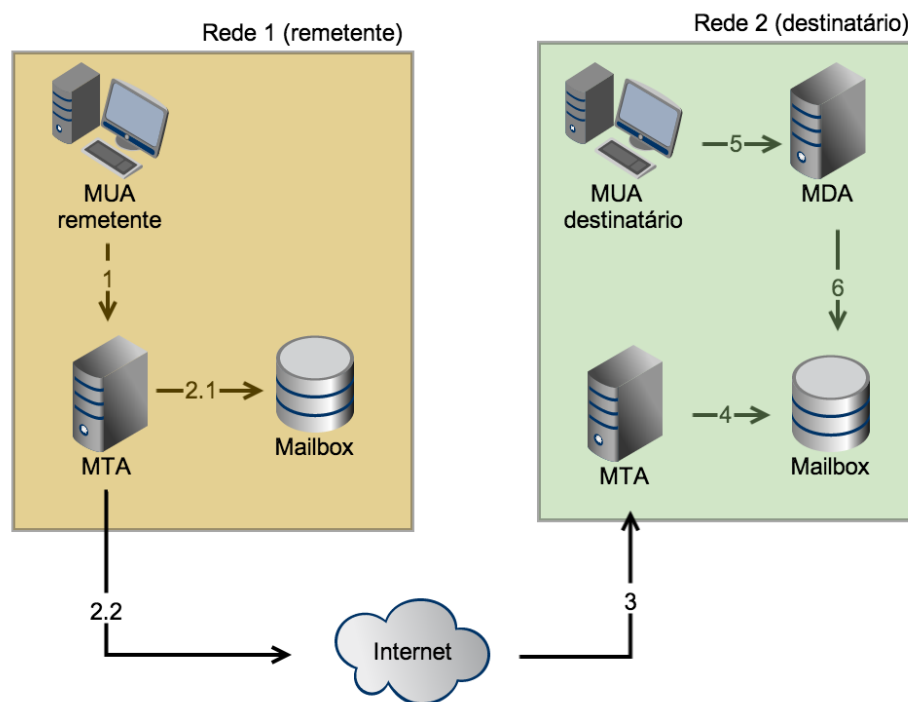 Rede 1 (remetente)
MUA
remetente
1
MTA
2.1
Mailbox
2.2
Internet
3
Rede 2 (destinatário)
MUA
destinatário
5
MDA
6
MTA
4
Mailbox